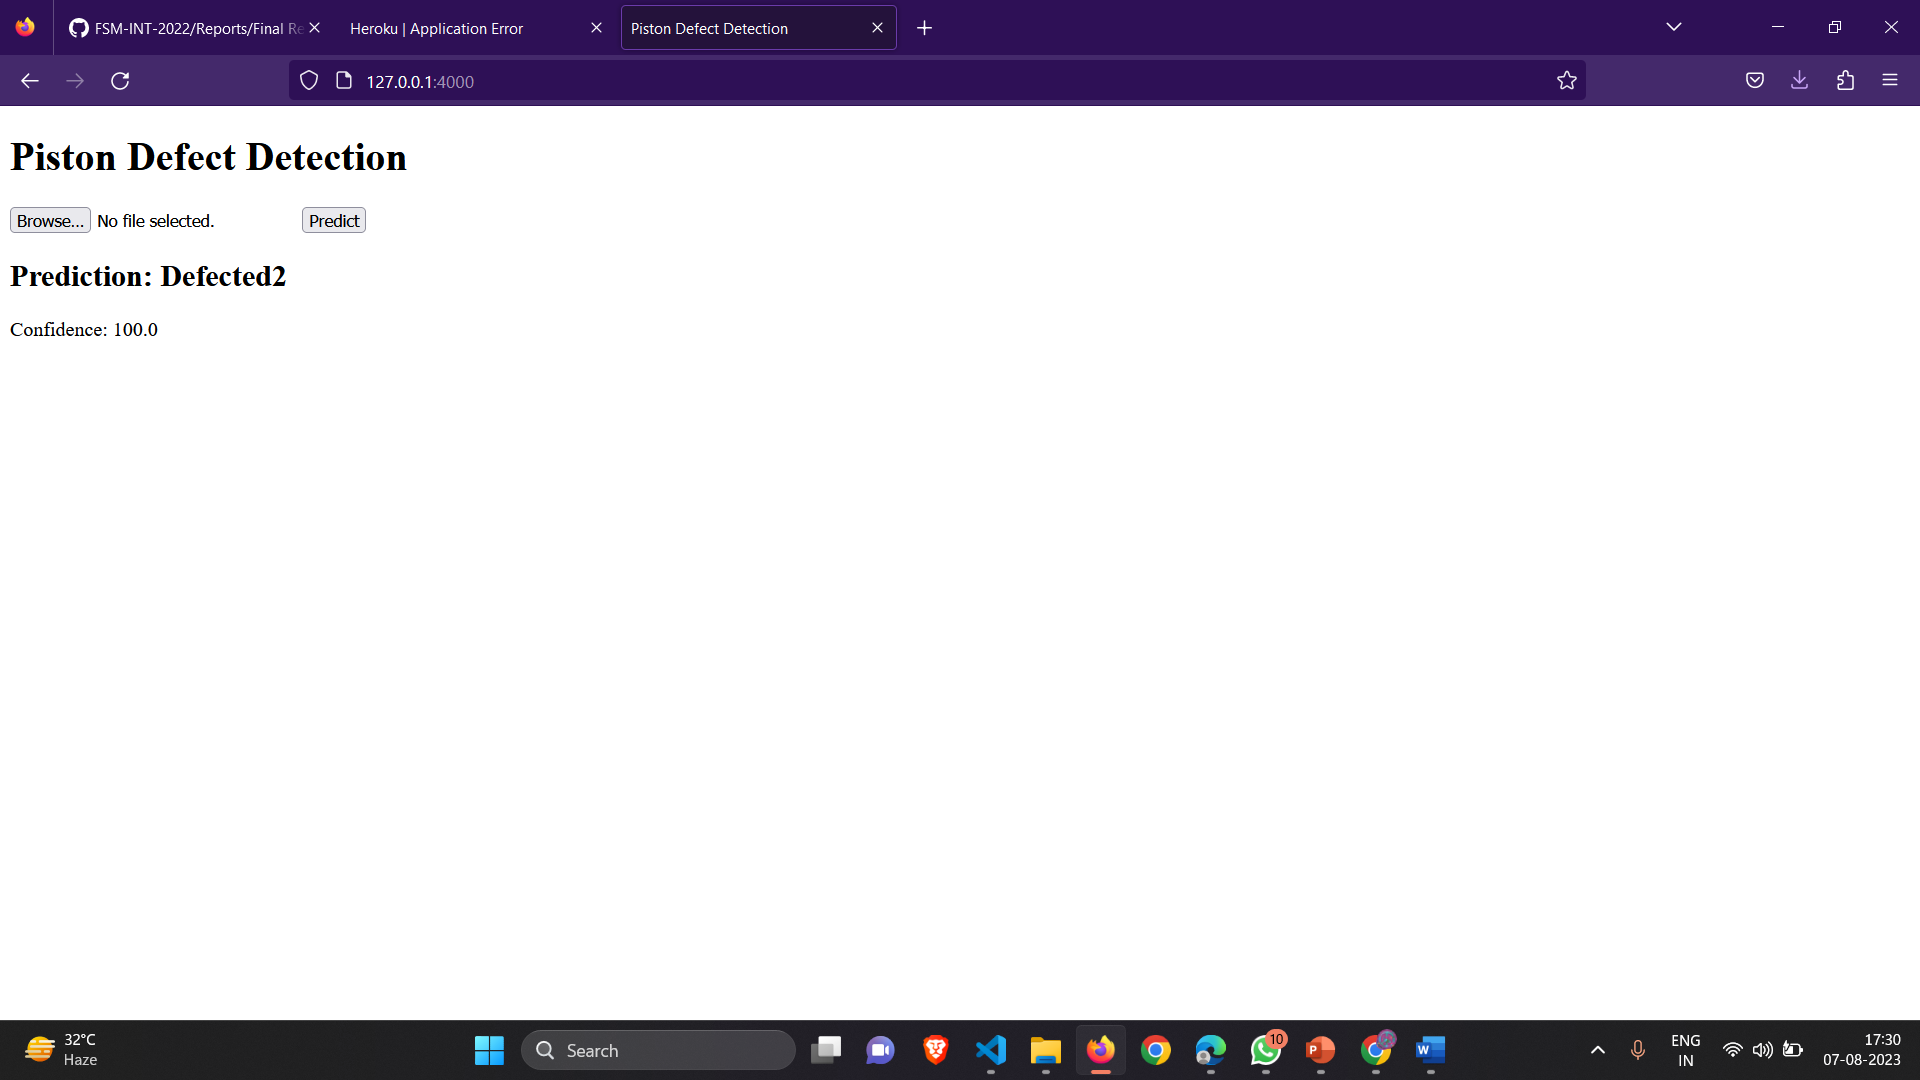 FSM-INT-2022/Reports/Final Re
Heroku | Application Error
Piston Defect Detection
127.0.0.1:4000
Piston Defect Detection
Browse... No file selected. Predict
Prediction: Defected2
Confidence: 100.0
32°C
Haze
Search
10
ENG
IN
17:30
07-08-2023